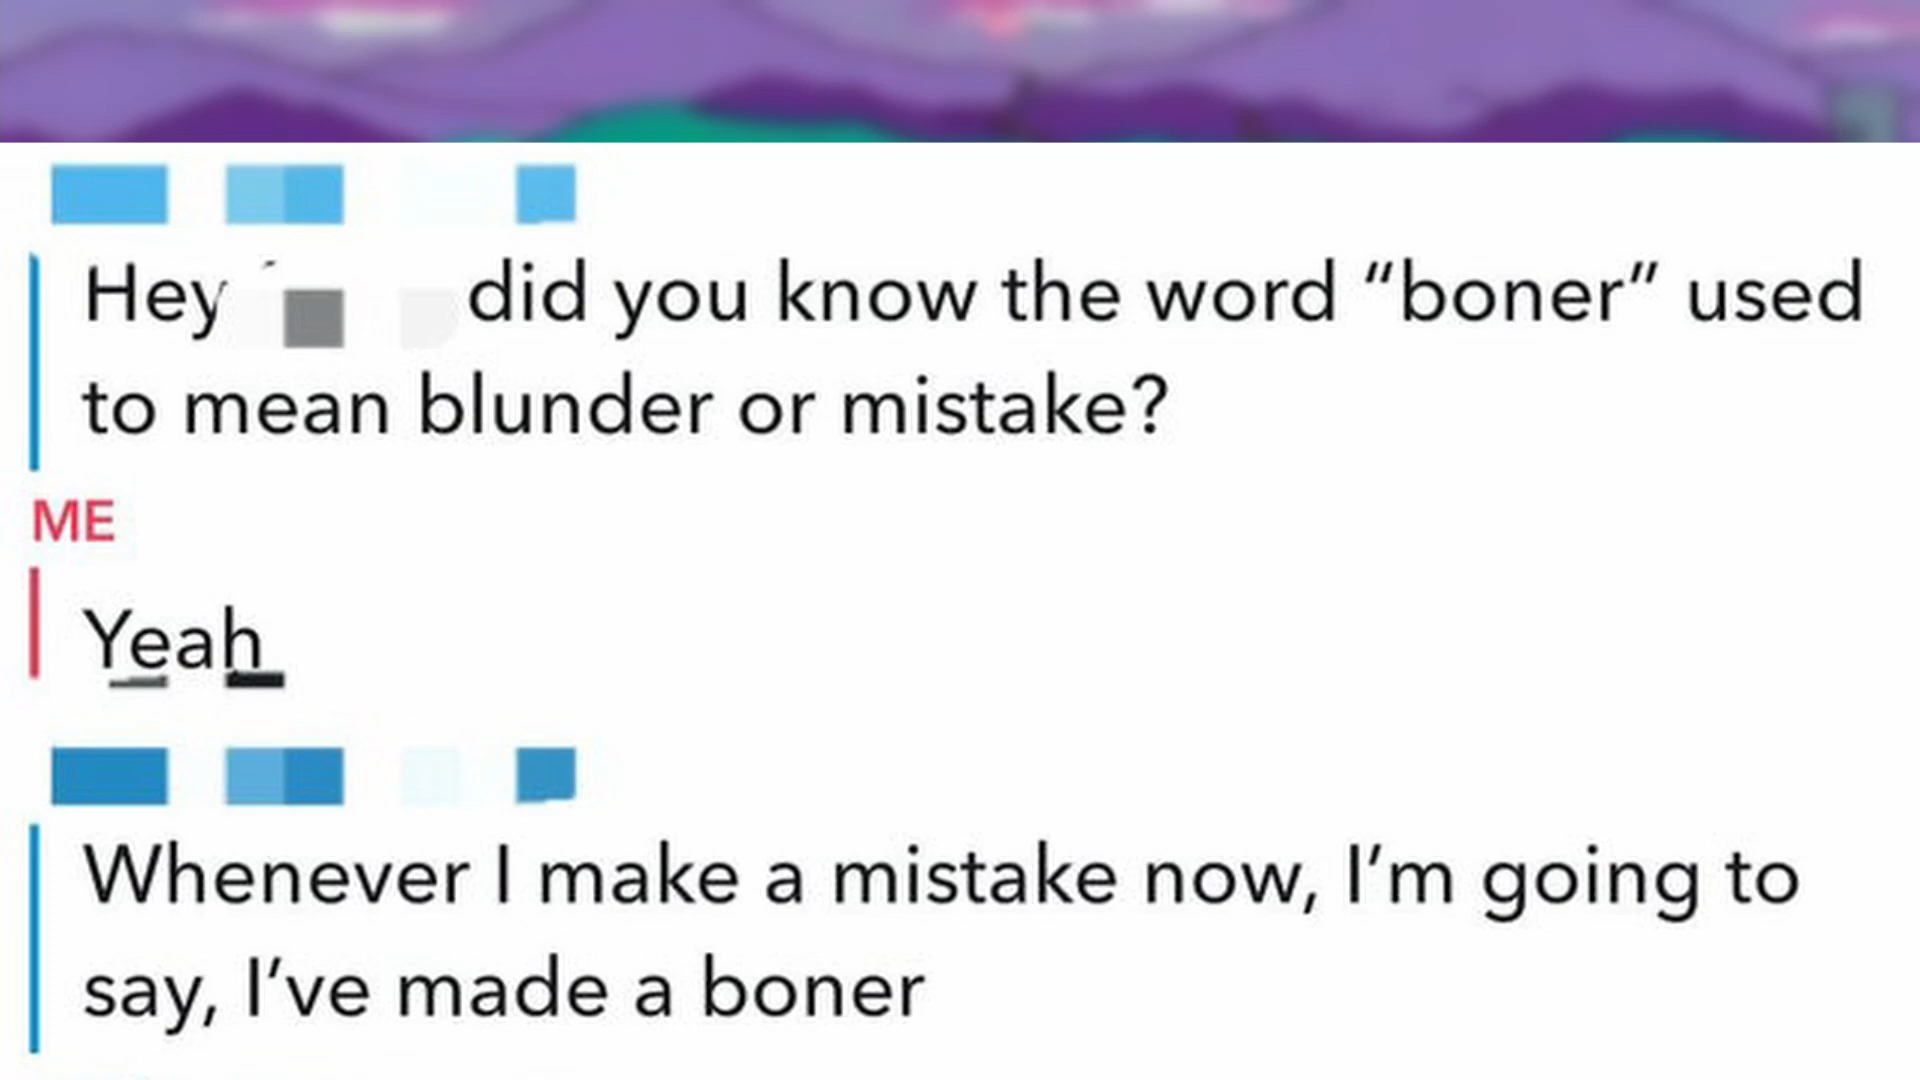 Hey did you know the word “boner” used
to mean blunder or mistake?
ME
Yeah
Whenever I make a mistake now, I’m going to
say, I’ve made a boner